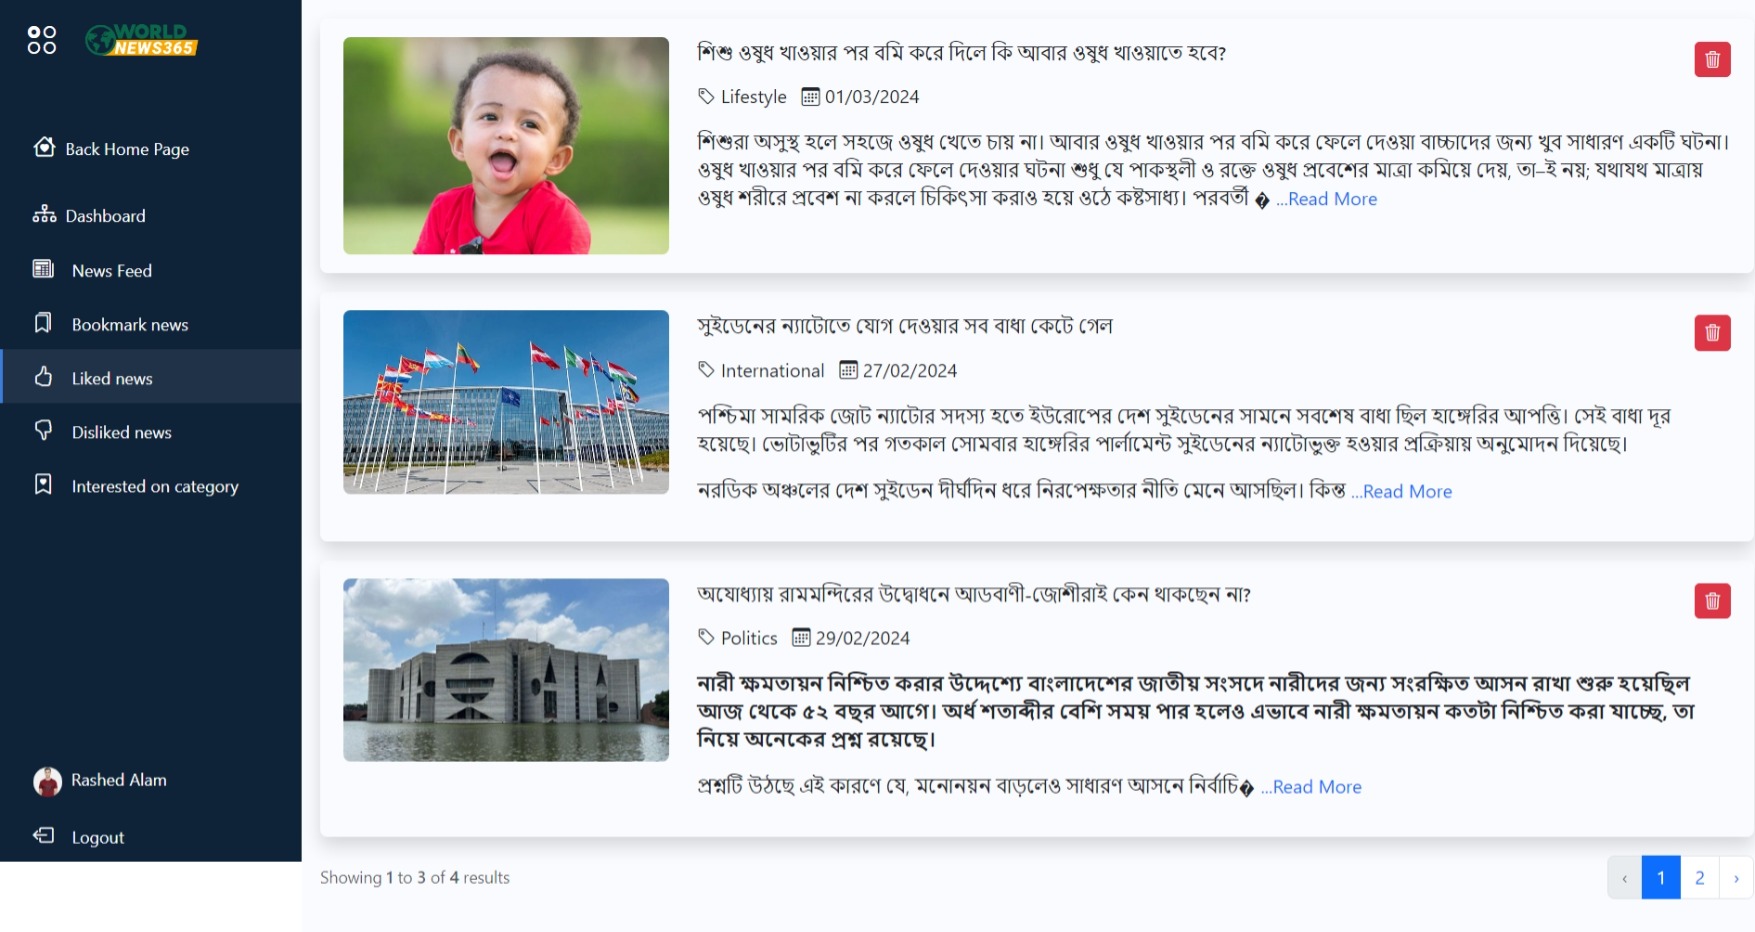 WORLD
NEWS365
Back Home Page
Dashboard
News Feed
Bookmark news
Liked news
Disliked news
Interested on category
Rashed Alam
Logout
শিশু ওষুধ খাওয়ার পর বমি করে দিলে কি আবার ওষুধ খাওয়াতে হবে?
Lifestyle 01/03/2024
শিশুরা অসুস্থ হলে সহজে ওষুধ খেতে চায় না। আবার ওষুধ খাওয়ার পর বমি করে ফেলে দেওয়া বাচ্চাদের জন্য খুব সাধারণ একটি ঘটনা।
ওষুধ খাওয়ার পর বমি করে ফেলে দেওয়ার ঘটনা শুধু যে পাকস্থলী ও রক্তে ওষুধ প্রবেশের মাত্রা কমিয়ে দেয়, তা–ই নয়; যথাযথ মাত্রায়
ওষুধ শরীরে প্রবেশ না করলে চিকিৎসা করাও হয়ে ওঠে কষ্টসাধ্য। পরবর্তী � ...Read More
সুইডেনের ন্যাটোতে যোগ দেওয়ার সব বাধা কেটে গেল
International 27/02/2024
পশ্চিমা সামরিক জোট ন্যাটোর সদস্য হতে ইউরোপের দেশ সুইডেনের সামনে সবশেষ বাধা ছিল হাঙ্গেরির আপত্তি। সেই বাধা দূর
হয়েছে। ভোটাভুটির পর গতকাল সোমবার হাঙ্গেরির পার্লামেন্ট সুইডেনের ন্যাটোভুক্ত হওয়ার প্রক্রিয়ায় অনুমোদন দিয়েছে।
নরডিক অঞ্চলের দেশ সুইডেন দীর্ঘদিন ধরে নিরপেক্ষতার নীতি মেনে আসছিল। কিন্ত ...Read More
অযোধ্যায় রামমন্দিরের উদ্বোধনে আডবাণী-জোশীরাই কেন থাকছেন না?
Politics 29/02/2024
নারী ক্ষমতায়ন নিশ্চিত করার উদ্দেশ্যে বাংলাদেশের জাতীয় সংসদে নারীদের জন্য সংরক্ষিত আসন রাখা শুরু হয়েছিল
আজ থেকে ৫২ বছর আগে। অর্ধ শতাব্দীর বেশি সময় পার হলেও এভাবে নারী ক্ষমতায়ন কতটা নিশ্চিত করা যাচ্ছে, তা
নিয়ে অনেকের প্রশ্ন রয়েছে।
প্রশ্নটি উঠছে এই কারণে যে, মনোনয়ন বাড়লেও সাধারণ আসনে নির্বাচি� ...Read More
Showing 1 to 3 of 4 results
‹ 1 2 ›